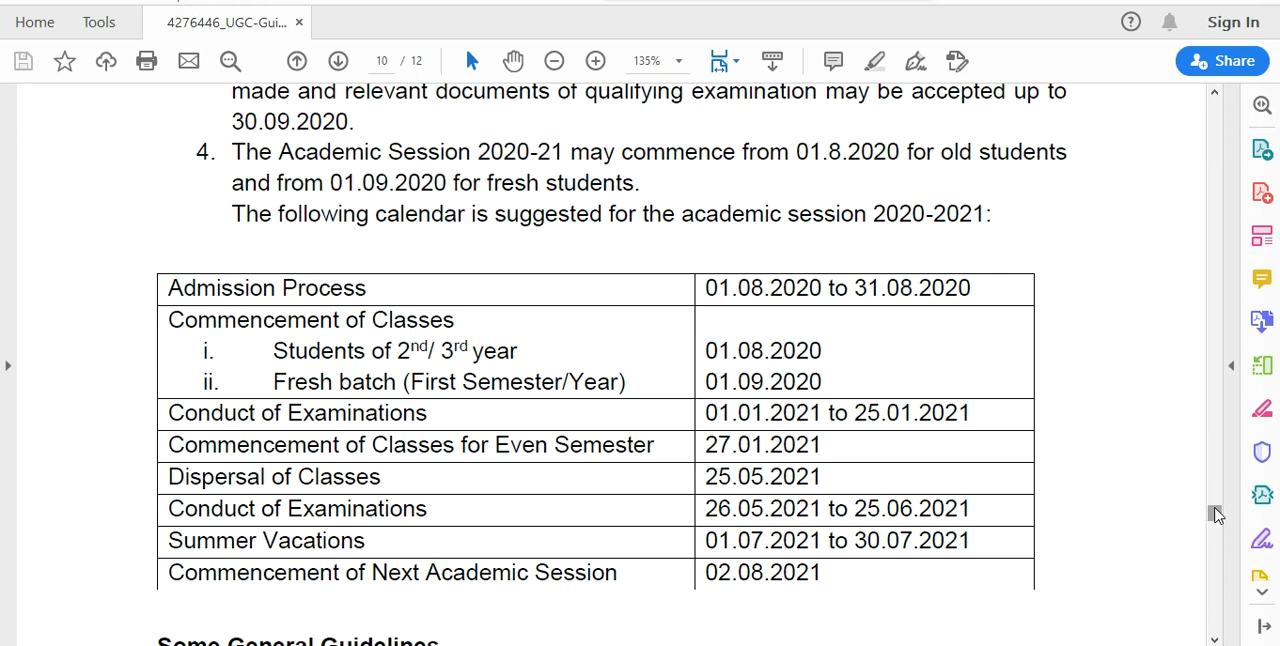 Home Tools 4276446_UGC-Gui... × Sign In
10 / 12 135% Share
made and relevant documents of qualifying examination may be accepted up to
30.09.2020.
4. The Academic Session 2020-21 may commence from 01.8.2020 for old students
and from 01.09.2020 for fresh students.
The following calendar is suggested for the academic session 2020-2021:
Admission Process 01.08.2020 to 31.08.2020
Commencement of Classes
i. Students of 2nd/ 3rd year 01.08.2020
ii. Fresh batch (First Semester/Year) 01.09.2020
Conduct of Examinations 01.01.2021 to 25.01.2021
Commencement of Classes for Even Semester 27.01.2021
Dispersal of Classes 25.05.2021
Conduct of Examinations 26.05.2021 to 25.06.2021
Summer Vacations 01.07.2021 to 30.07.2021
Commencement of Next Academic Session 02.08.2021
Some General Guidelines